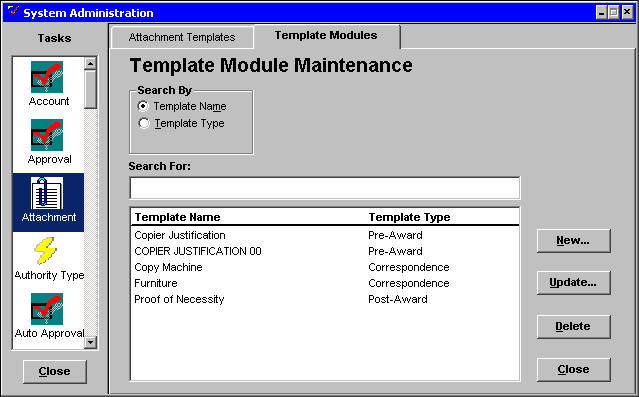 System Administration
Tasks
Account
Approval
Attachment
Authority Type
Auto Approval
Close
Attachment Templates
Template Modules
Template Module Maintenance
Search By
Template Name
Template Type
Search For:
Template Name Template Type
Copier Justification Pre-Award
COPIER JUSTIFICATION 00 Pre-Award
Copy Machine Correspondence
Furniture Correspondence
Proof of Necessity Post-Award
New...
Update...
Delete
Close